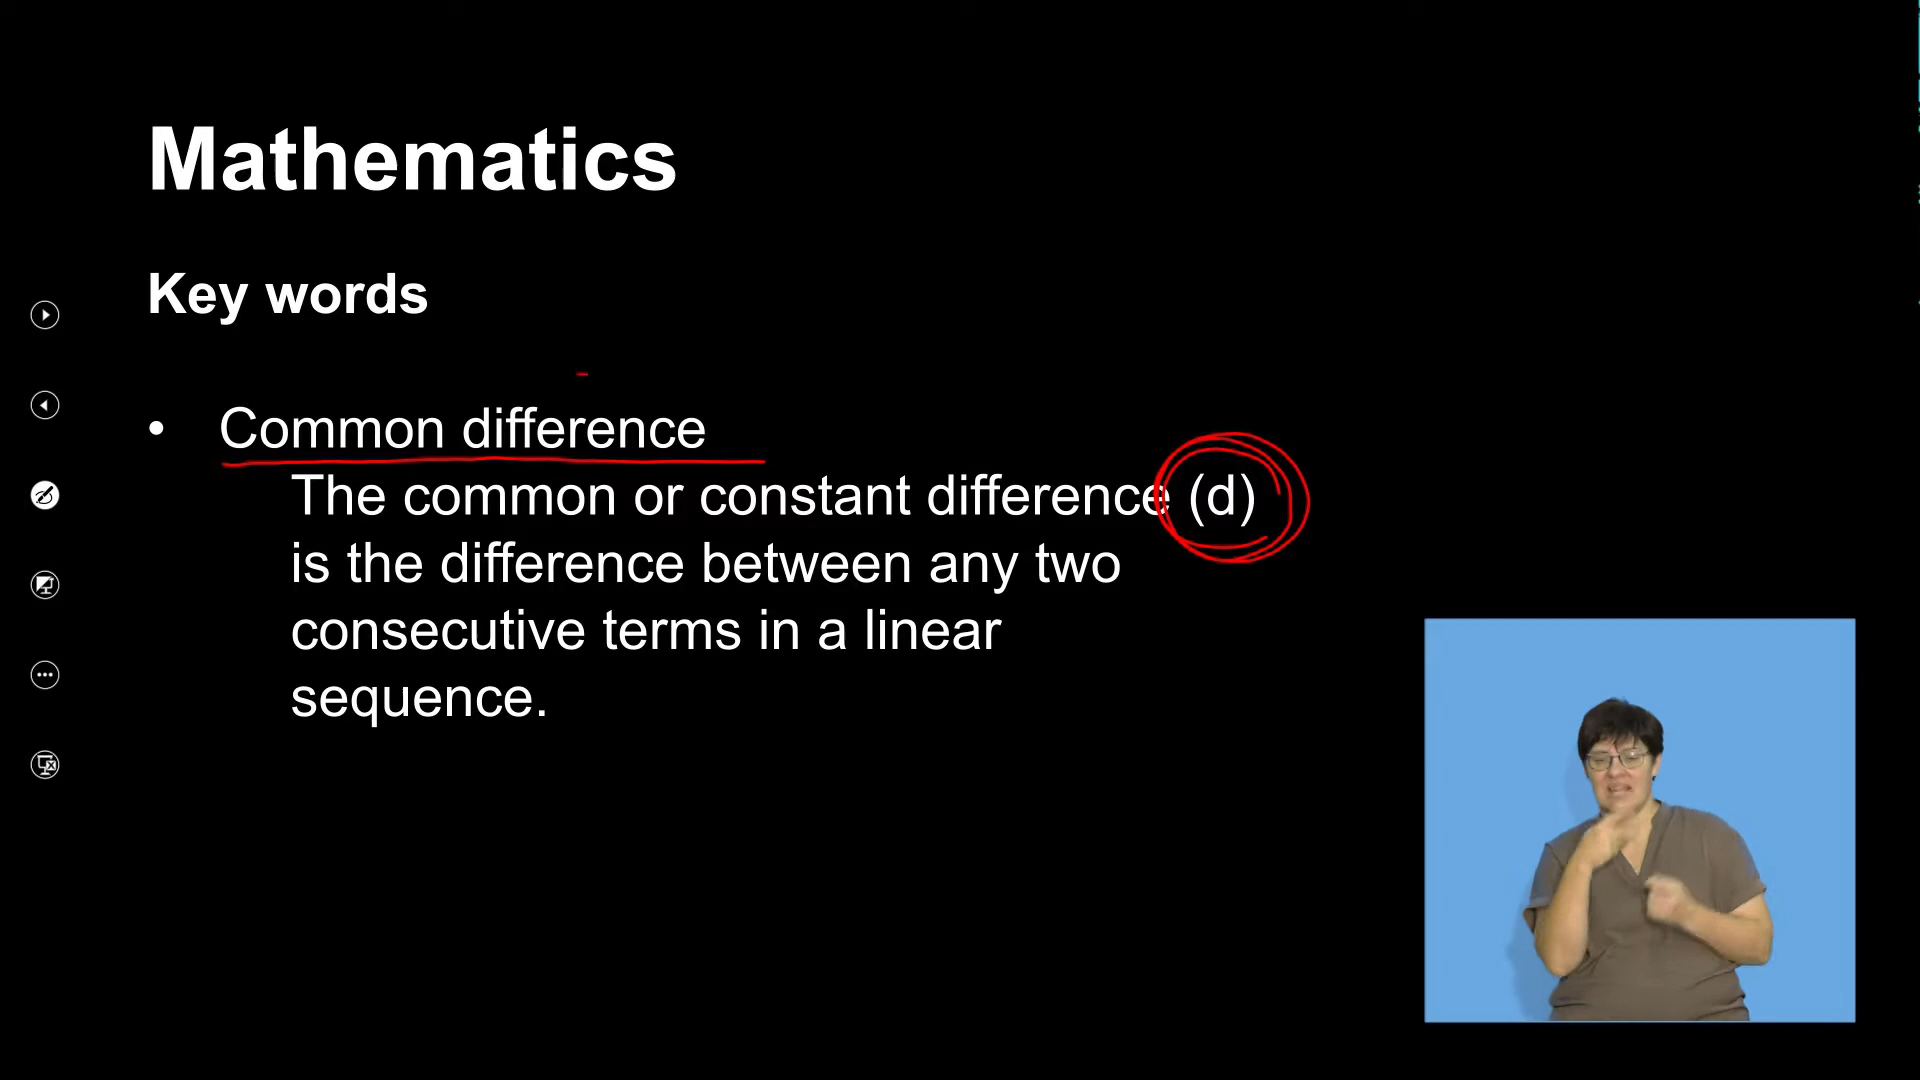 Mathematics
Key words
• Common difference
The common or constant difference (d)
is the difference between any two
consecutive terms in a linear
sequence.